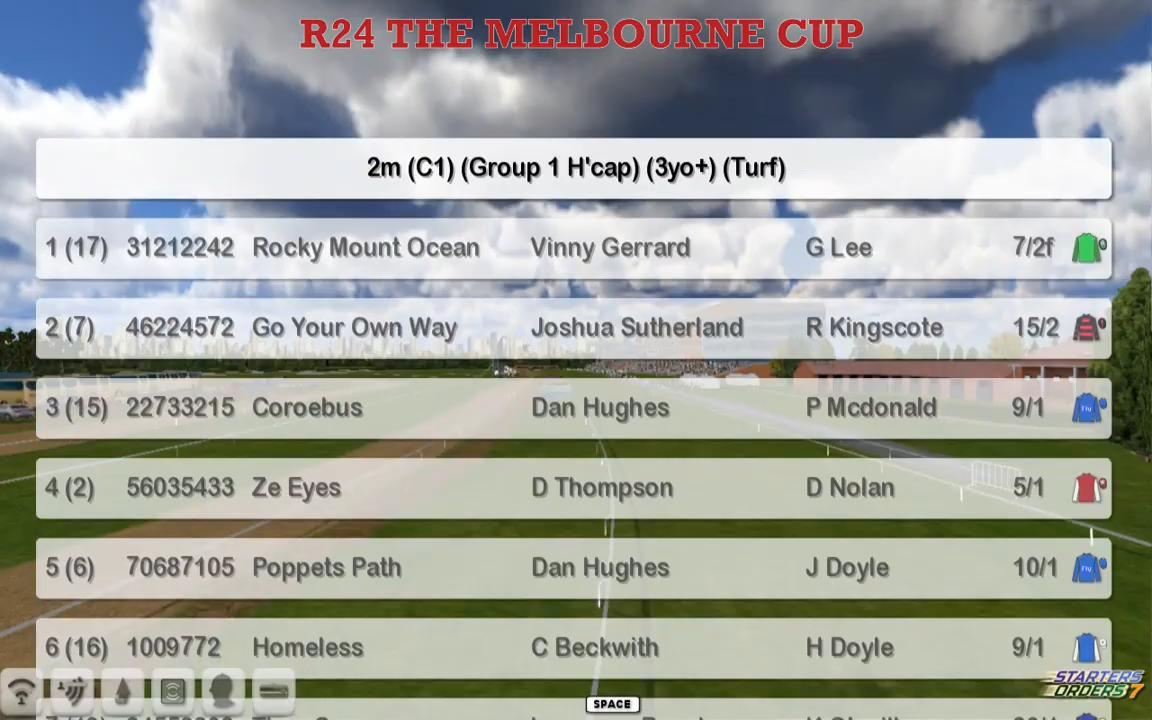 R24 THE MELBOURNE CUP
2m (C1) (Group 1 H'cap) (3yo+) (Turf)
1 (17) 31212242 Rocky Mount Ocean Vinny Gerrard G Lee 7/2f
2 (7) 46224572 Go Your Own Way Joshua Sutherland R Kingscote 15/2
3 (15) 22733215 Coroebus Dan Hughes P Mcdonald 9/1
4 (2) 56035433 Ze Eyes D Thompson D Nolan 5/1
5 (6) 70687105 Poppets Path Dan Hughes J Doyle 10/1
6 (16) 1009772 Homeless C Beckwith H Doyle 9/1
STARTERS ORDERS 7
SPACE